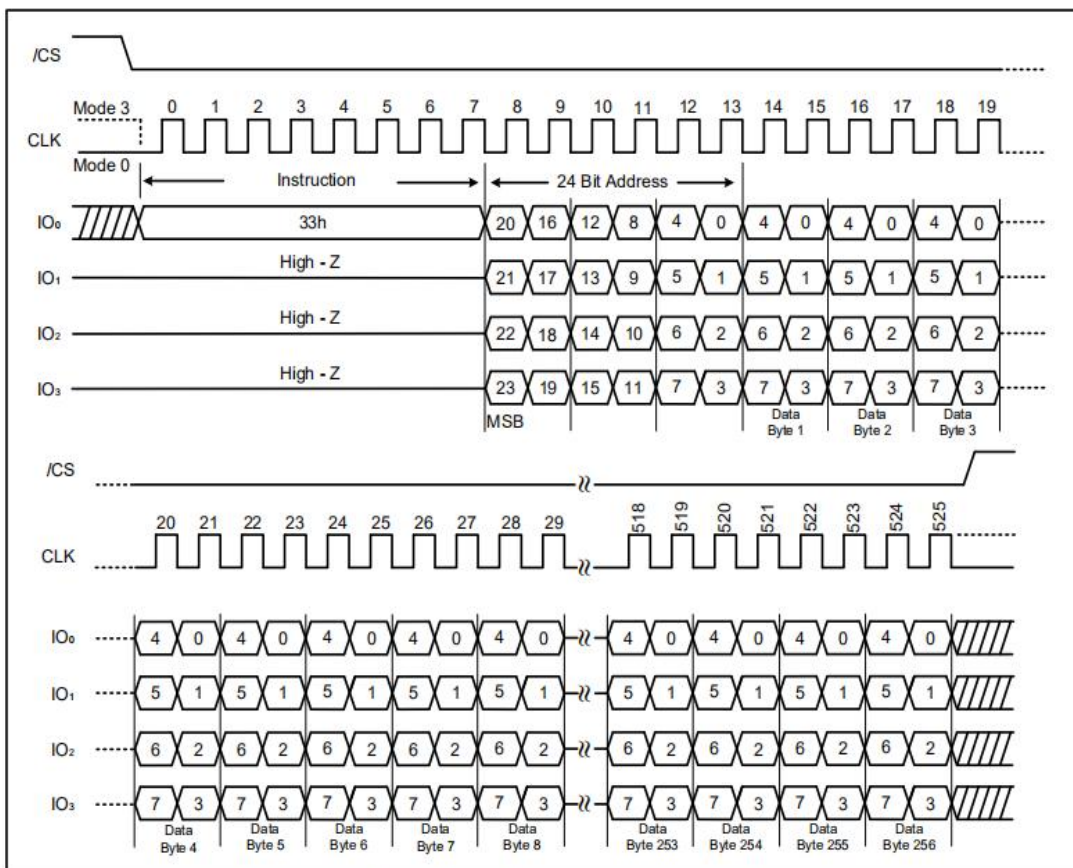 /CS
Mode 3 0 1 2 3 4 5 6 7 8 9 10 11 12 13 14 15 16 17 18 19
CLK
Mode 0
Instruction 24 Bit Address
IO₀ 33h 20 16 12 8 4 0 4 0 4 0 4 0
High - Z
IO₁ 21 17 13 9 5 1 5 1 5 1 5 1
High - Z
IO₂ 22 18 14 10 6 2 6 2 6 2 6 2
High - Z
IO₃ 23 19 15 11 7 3 7 3 7 3 7 3
MSB Data Data Data
Byte 1 Byte 2 Byte 3
/CS
20 21 22 23 24 25 26 27 28 29 518 519 520 521 522 523 524 525
CLK
IO₀ 4 0 4 0 4 0 4 0 4 0 4 0 4 0 4 0 4 0
IO₁ 5 1 5 1 5 1 5 1 5 1 5 1 5 1 5 1 5 1
IO₂ 6 2 6 2 6 2 6 2 6 2 6 2 6 2 6 2 6 2
IO₃ 7 3 7 3 7 3 7 3 7 3 7 3 7 3 7 3 7 3
Data Data Data Data Data Data Data Data Data
Byte 4 Byte 5 Byte 6 Byte 7 Byte 8 Byte 253 Byte 254 Byte 255 Byte 256